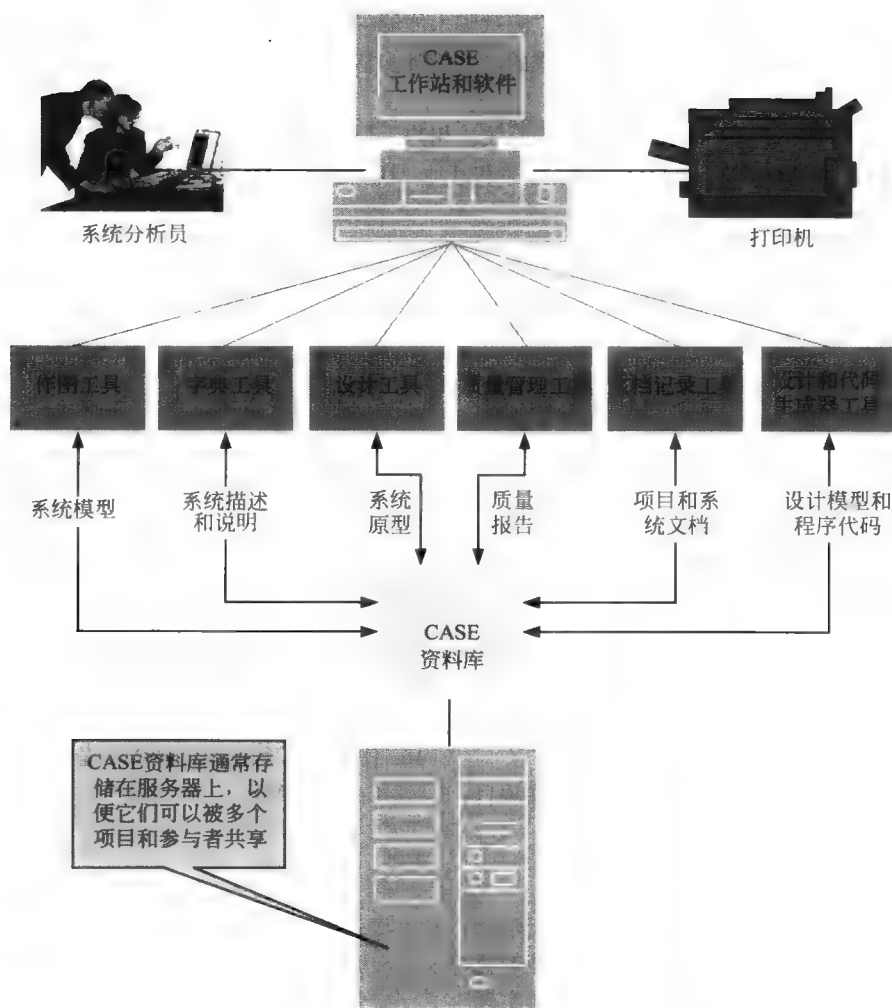 CASE
工作站和软件
系统分析员
打印机
作图工具
字典工具
设计工具
质量管理工具
文档记录工具
设计和代码
生成器工具
系统模型
系统描述
和说明
系统
原型
质量
报告
项目和系
统文档
设计模型和
程序代码
CASE
资料库
CASE资料库通常存
储在服务器上，以
便它们可以被多个
项目和参与者共享